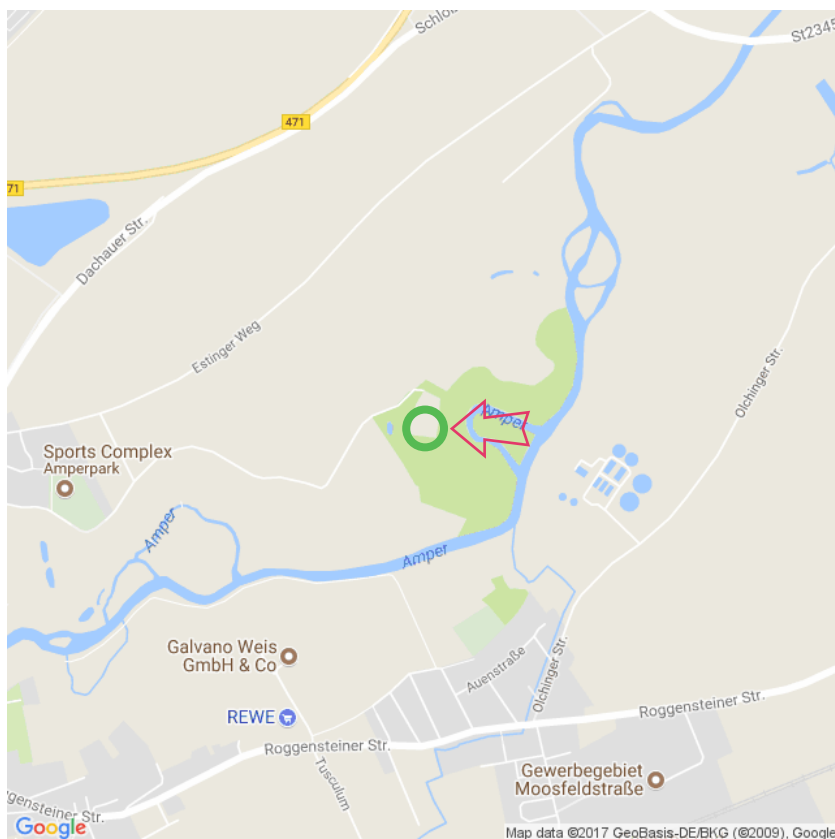 Schloß
St2345
471
71
Dachauer Str.
Estinger Weg
Olchinger Str.
Amper
Sports Complex
Amperpark
Amper
Amper
Galvano Weis
GmbH & Co
Auenstraße
Olchinger Str.
REWE
Roggensteiner Str.
Roggensteiner Str.
Tusculum
Gewerbegebiet
Moosfeldstraße
ggensteiner Str.
Google
Map data ©2017 GeoBasis-DE/BKG (©2009), Google